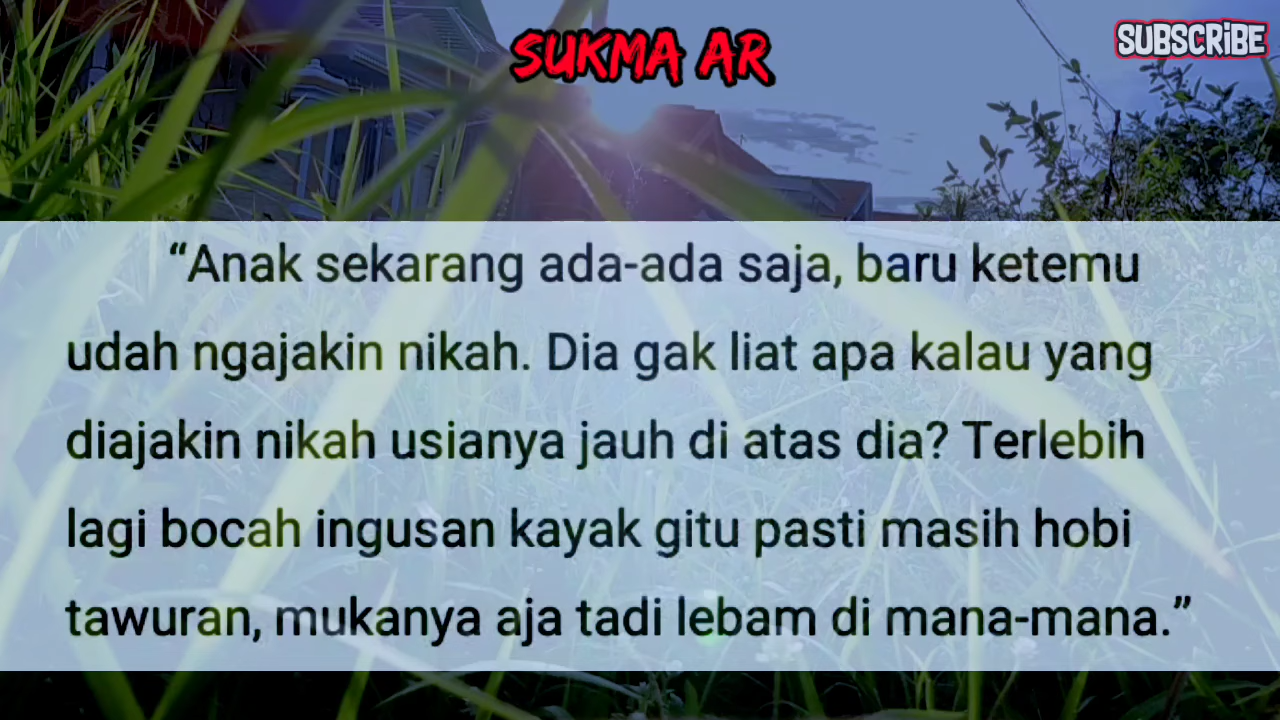 SUKMA AR
SUBSCRIBE
“Anak sekarang ada-ada saja, baru ketemu
udah ngajakin nikah. Dia gak liat apa kalau yang
diajakin nikah usianya jauh di atas dia? Terlebih
lagi bocah ingusan kayak gitu pasti masih hobi
tawuran, mukanya aja tadi lebam di mana-mana.”